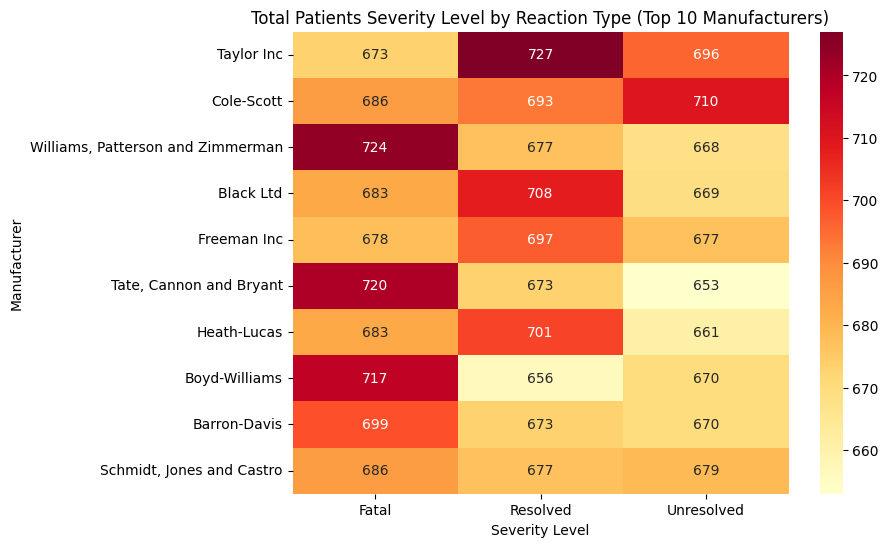 Total Patients Severity Level by Reaction Type (Top 10 Manufacturers)
Manufacturer
Taylor Inc 673 727 696
Cole-Scott 686 693 710
Williams, Patterson and Zimmerman 724 677 668
Black Ltd 683 708 669
Freeman Inc 678 697 677
Tate, Cannon and Bryant 720 673 653
Heath-Lucas 683 701 661
Boyd-Williams 717 656 670
Barron-Davis 699 673 670
Schmidt, Jones and Castro 686 677 679
Fatal Resolved Unresolved
Severity Level
720
710
700
690
680
670
660